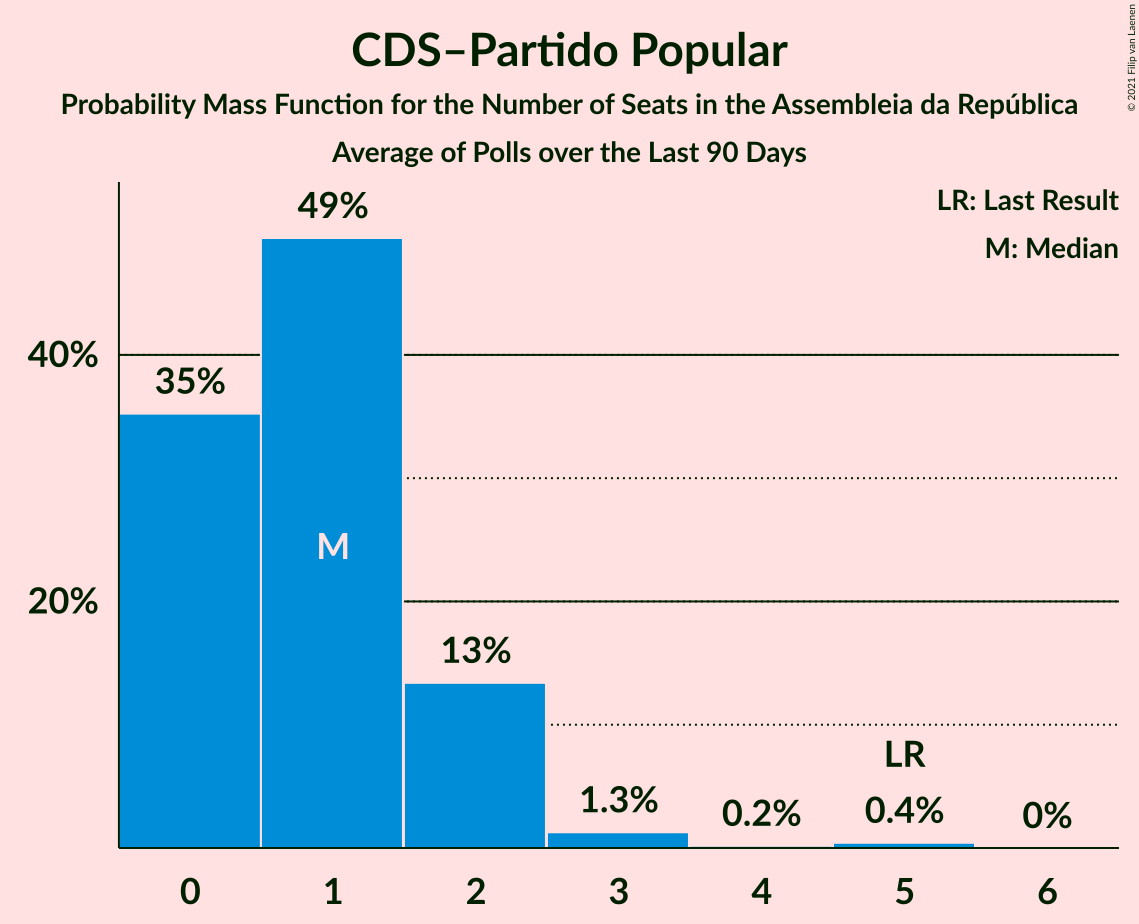 CDS–Partido Popular
Probability Mass Function for the Number of Seats in the Assembleia da República
Average of Polls over the Last 90 Days
© 2021 Filip van Laenen
LR: Last Result
M: Median
49%
40%
35%
M
20%
13%
LR
1.3%
0.2%
0.4%
0%
0 1 2 3 4 5 6